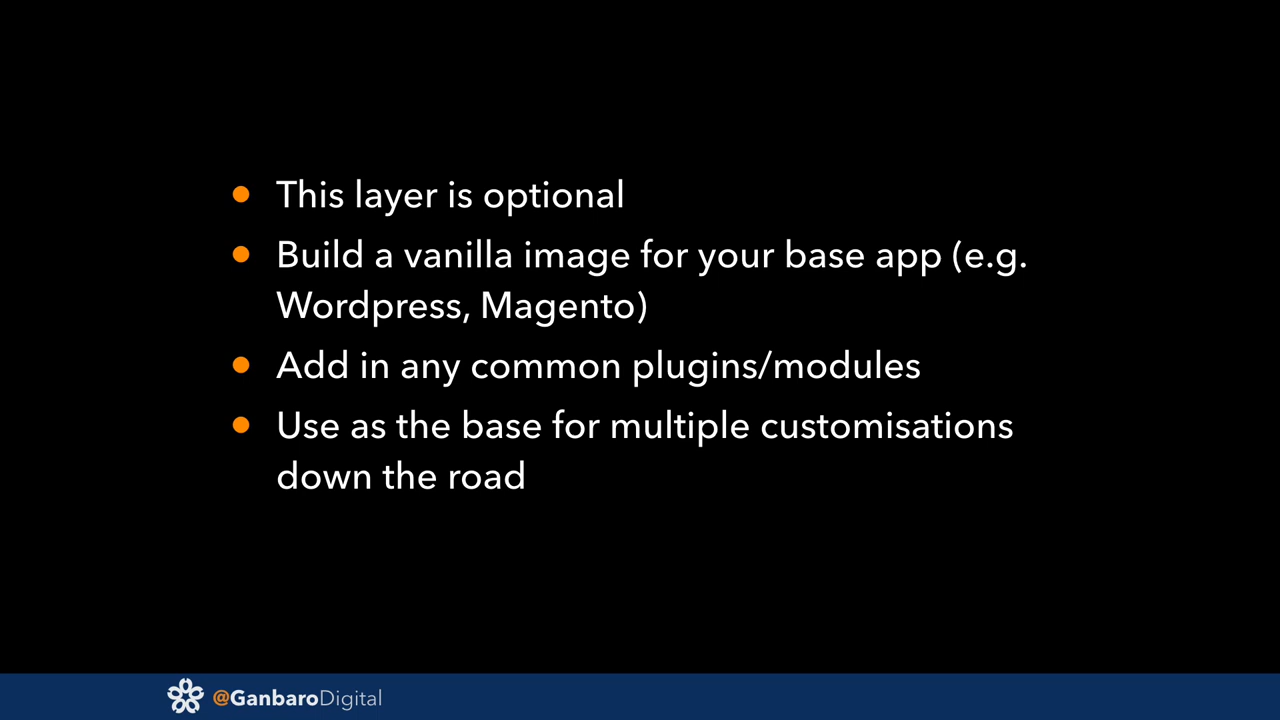 This layer is optional
Build a vanilla image for your base app (e.g.
Wordpress, Magento)
Add in any common plugins/modules
Use as the base for multiple customisations
down the road
@GanbaroDigital